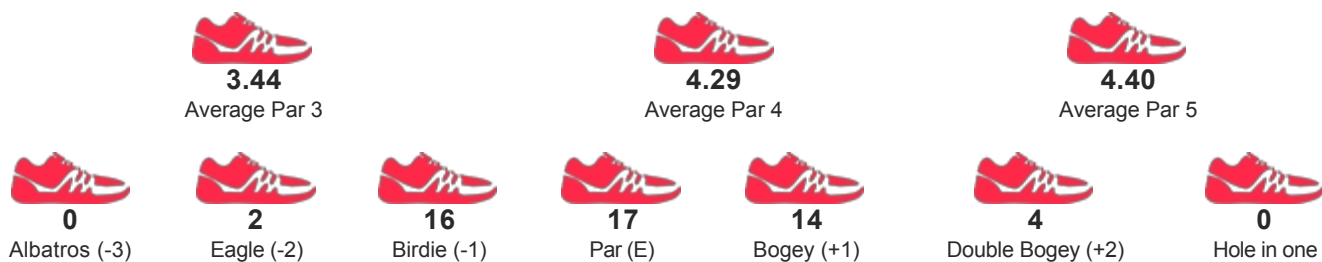 3.44 4.29 4.40
Average Par 3 Average Par 4 Average Par 5
0 2 16 17 14 4 0
Albatros (-3) Eagle (-2) Birdie (-1) Par (E) Bogey (+1) Double Bogey (+2) Hole in one